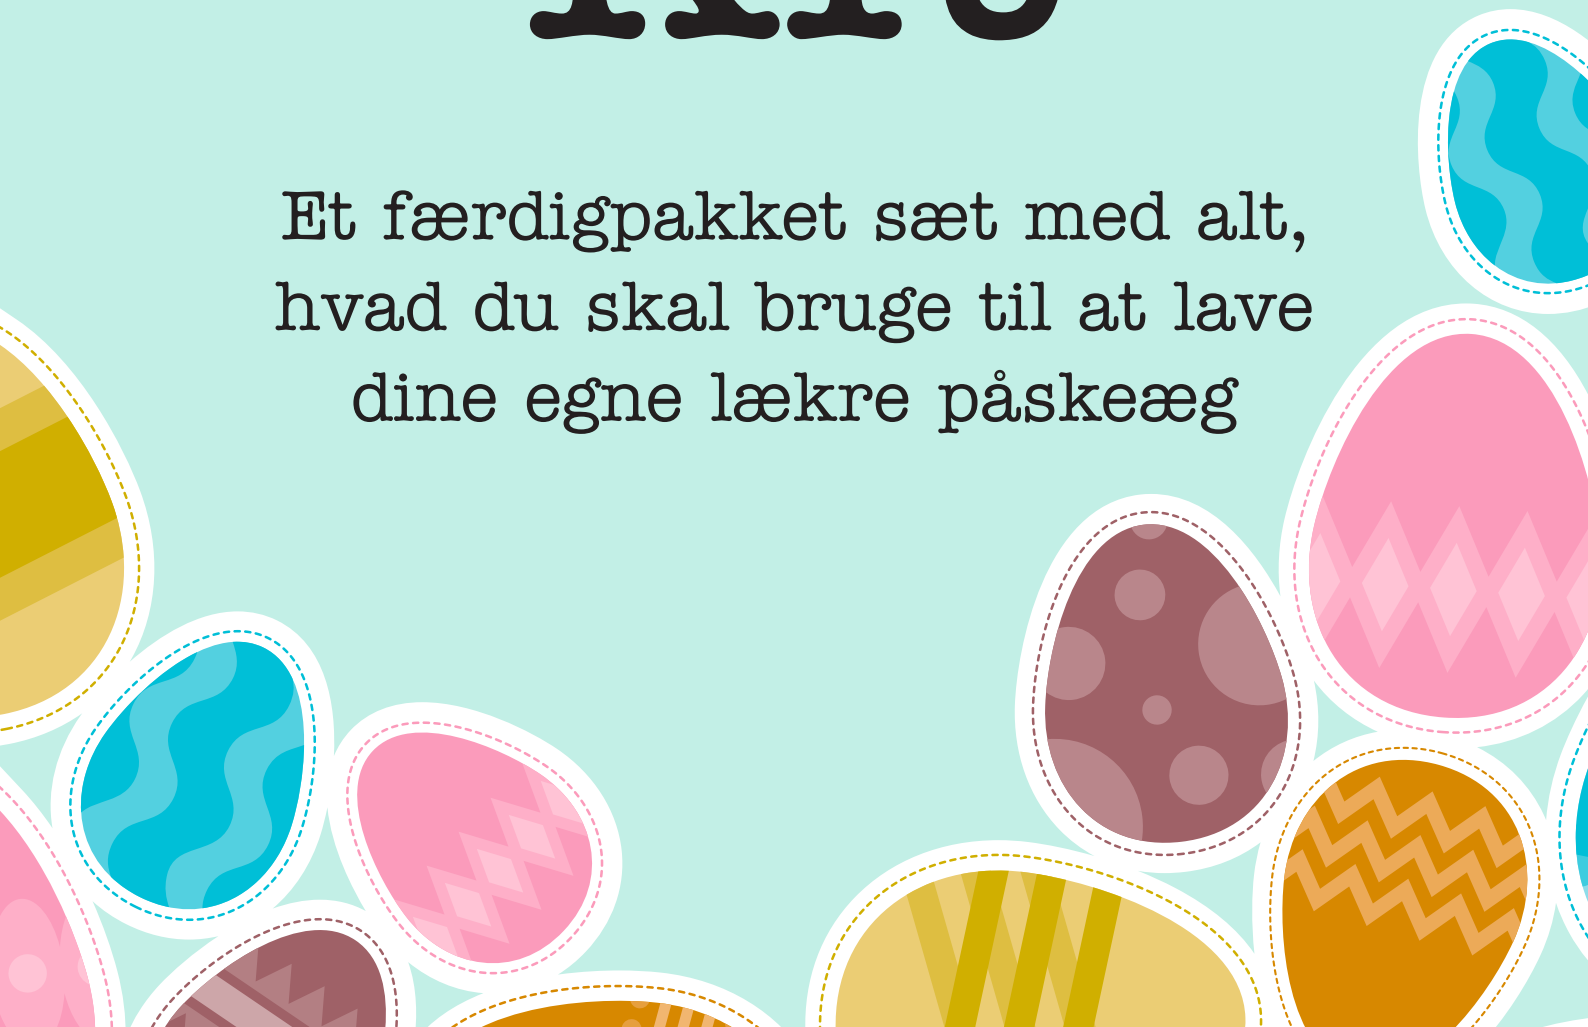 Et færdigpakket sæt med alt,
hvad du skal bruge til at lave
dine egne lækre påskeæg